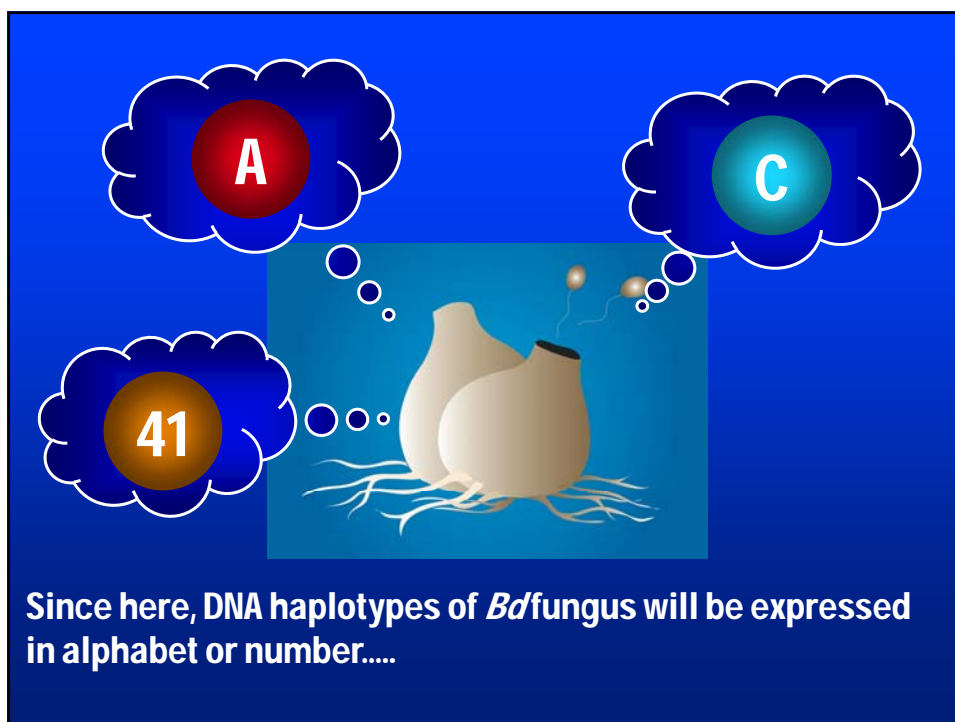 A
C
41
Since here, DNA haplotypes of Bd fungus will be expressed
in alphabet or number.....